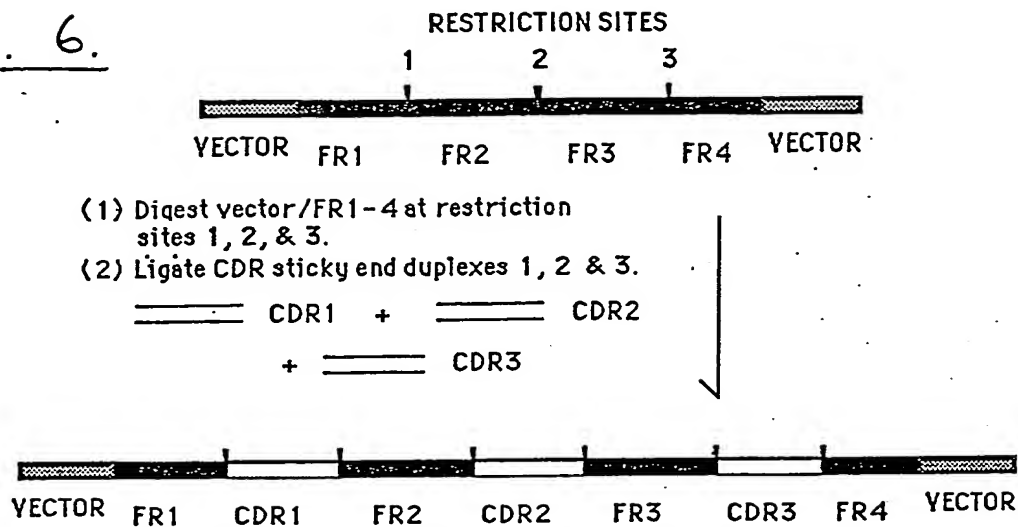 . 6.
RESTRICTION SITES
1 2 3
VECTOR FR1 FR2 FR3 FR4 VECTOR
(1) Digest vector/FR1-4 at restriction
sites 1, 2, & 3.
(2) Ligate CDR sticky end duplexes 1, 2 & 3.
CDR1 + CDR2
+ CDR3
VECTOR FR1 CDR1 FR2 CDR2 FR3 CDR3 FR4 VECTOR